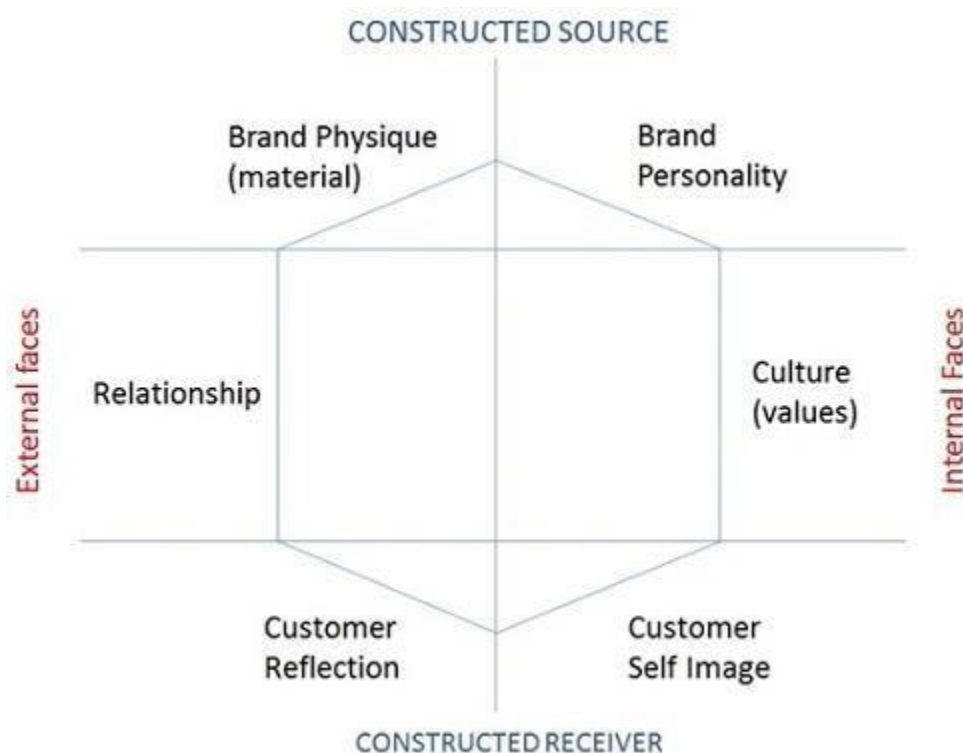 CONSTRUCTED SOURCE
Brand Physique
(material)
Brand
Personality
External faces
Relationship
Culture
(values)
Internal Faces
Customer
Reflection
Customer
Self Image
CONSTRUCTED RECEIVER